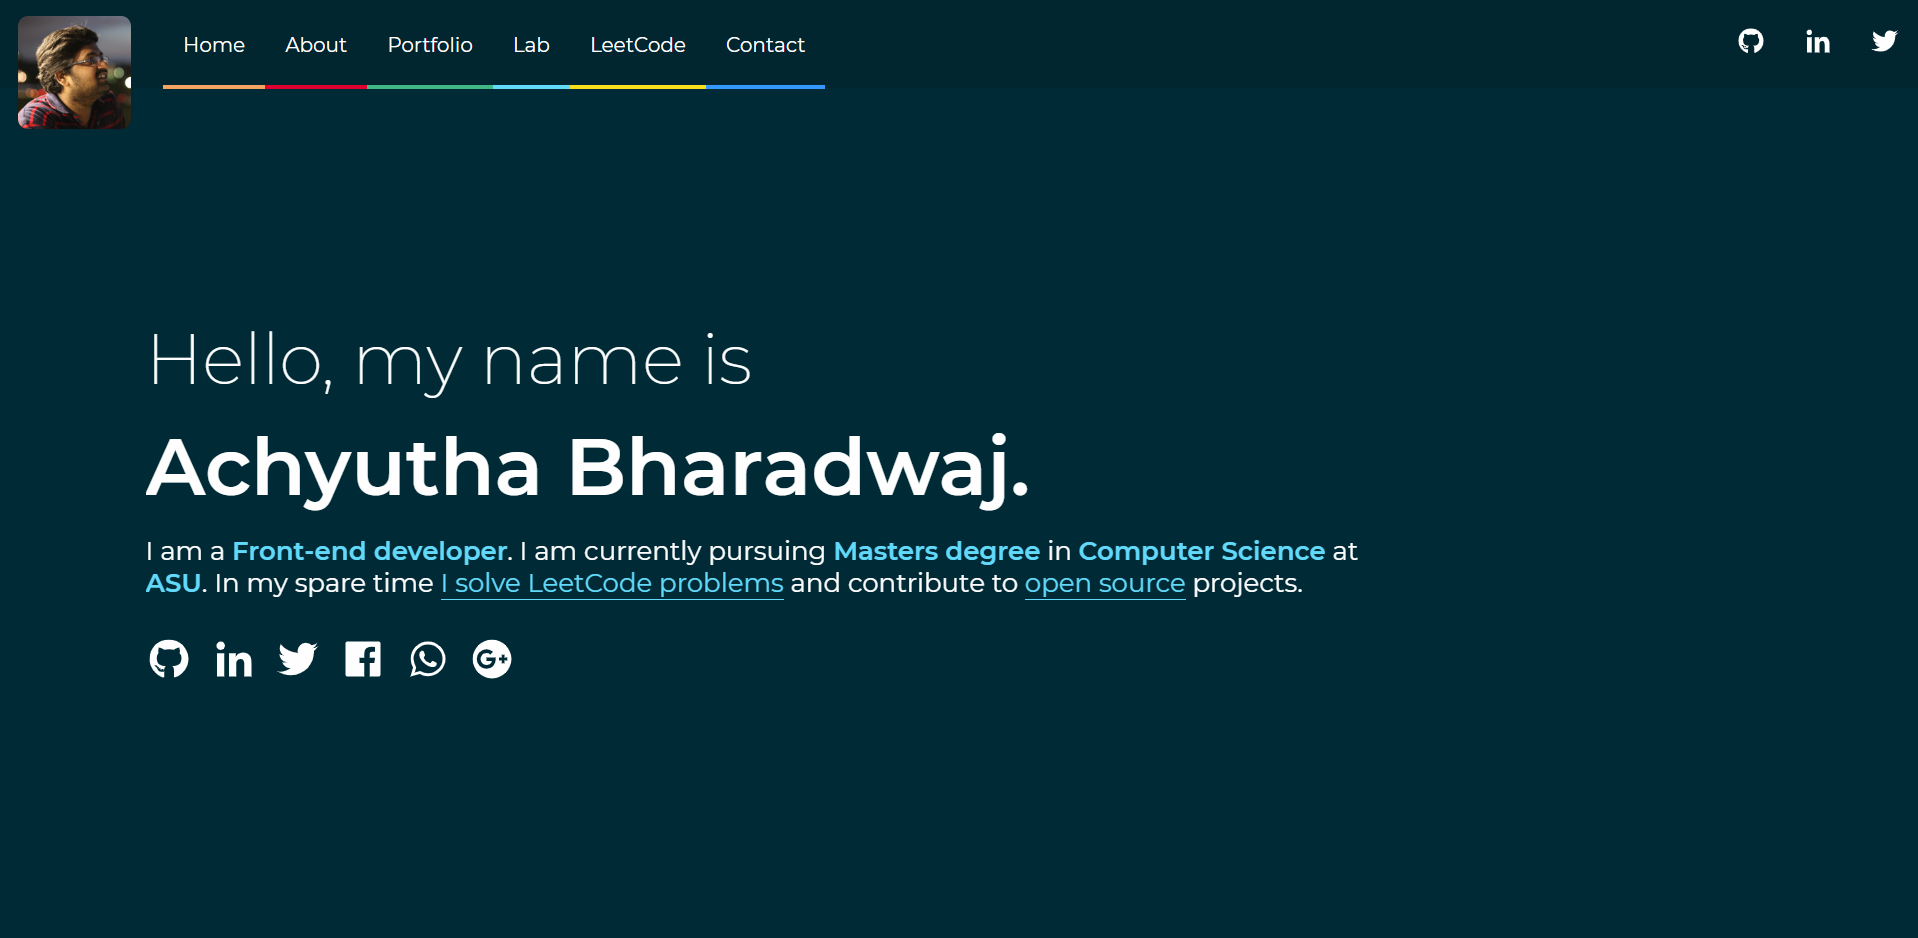 Home About Portfolio Lab LeetCode Contact
Hello, my name is
Achyutha Bharadwaj.
I am a Front-end developer. I am currently pursuing Masters degree in Computer Science at
ASU. In my spare time I solve LeetCode problems and contribute to open source projects.